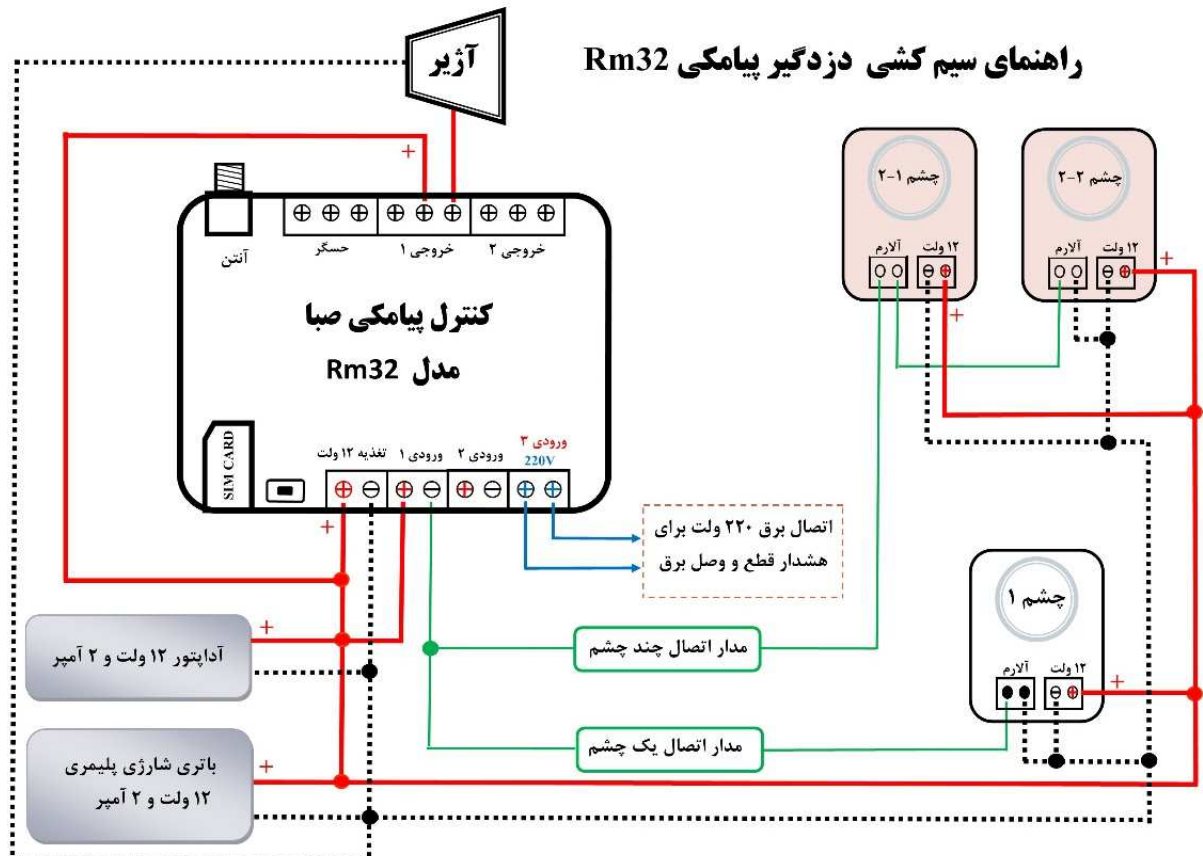 راهنمای سیم کشی دزدگیر پیامکی Rm32
آژیر
+
آنتن
حسگر
خروجی ۱
خروجی ۲
کنترل پیامکی صبا
مدل Rm32
SIM CARD
تغذیه ۱۲ ولت
ورودی ۱
ورودی ۲
ورودی ۳
220V
+
اتصال برق ۲۲۰ ولت برای
هشدار قطع و وصل برق
چشم ۱-۲
آلارم
۱۲ ولت
+
چشم ۲-۲
آلارم
۱۲ ولت
+
چشم ۱
آلارم
۱۲ ولت
+
مدار اتصال چند چشم
مدار اتصال یک چشم
آداپتور ۱۲ ولت و ۲ آمپر
+
باتری شارژی پلیمری
۱۲ ولت و ۲ آمپر
+